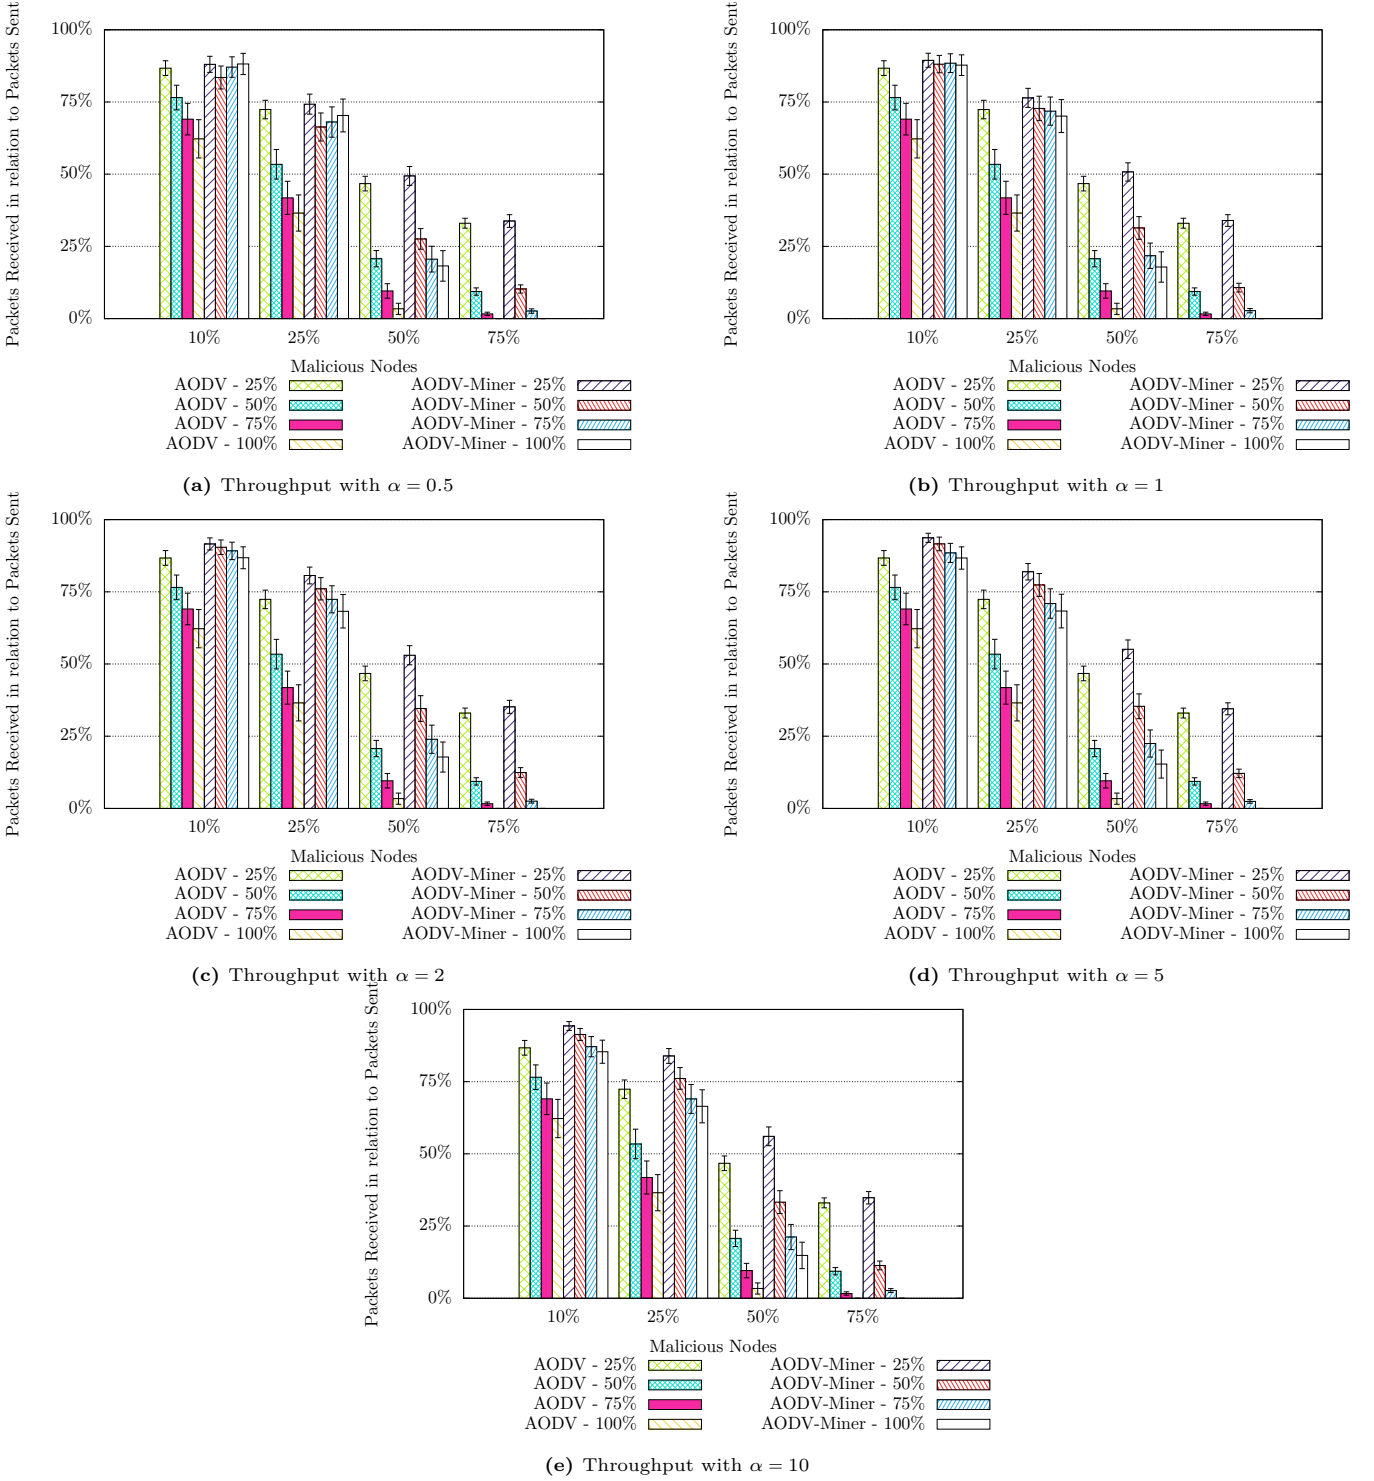 Packets Received in relation to Packets Sent
100%
75%
50%
25%
0%
10% 25% 50% 75%
Malicious Nodes
AODV - 25% AODV-Miner - 25%
AODV - 50% AODV-Miner - 50%
AODV - 75% AODV-Miner - 75%
AODV - 100% AODV-Miner - 100%
(a) Throughput with α = 0.5
Packets Received in relation to Packets Sent
100%
75%
50%
25%
0%
10% 25% 50% 75%
Malicious Nodes
AODV - 25% AODV-Miner - 25%
AODV - 50% AODV-Miner - 50%
AODV - 75% AODV-Miner - 75%
AODV - 100% AODV-Miner - 100%
(b) Throughput with α = 1
Packets Received in relation to Packets Sent
100%
75%
50%
25%
0%
10% 25% 50% 75%
Malicious Nodes
AODV - 25% AODV-Miner - 25%
AODV - 50% AODV-Miner - 50%
AODV - 75% AODV-Miner - 75%
AODV - 100% AODV-Miner - 100%
(c) Throughput with α = 2
Packets Received in relation to Packets Sent
100%
75%
50%
25%
0%
10% 25% 50% 75%
Malicious Nodes
AODV - 25% AODV-Miner - 25%
AODV - 50% AODV-Miner - 50%
AODV - 75% AODV-Miner - 75%
AODV - 100% AODV-Miner - 100%
(d) Throughput with α = 5
Packets Received in relation to Packets Sent
100%
75%
50%
25%
0%
10% 25% 50% 75%
Malicious Nodes
AODV - 25% AODV-Miner - 25%
AODV - 50% AODV-Miner - 50%
AODV - 75% AODV-Miner - 75%
AODV - 100% AODV-Miner - 100%
(e) Throughput with α = 10